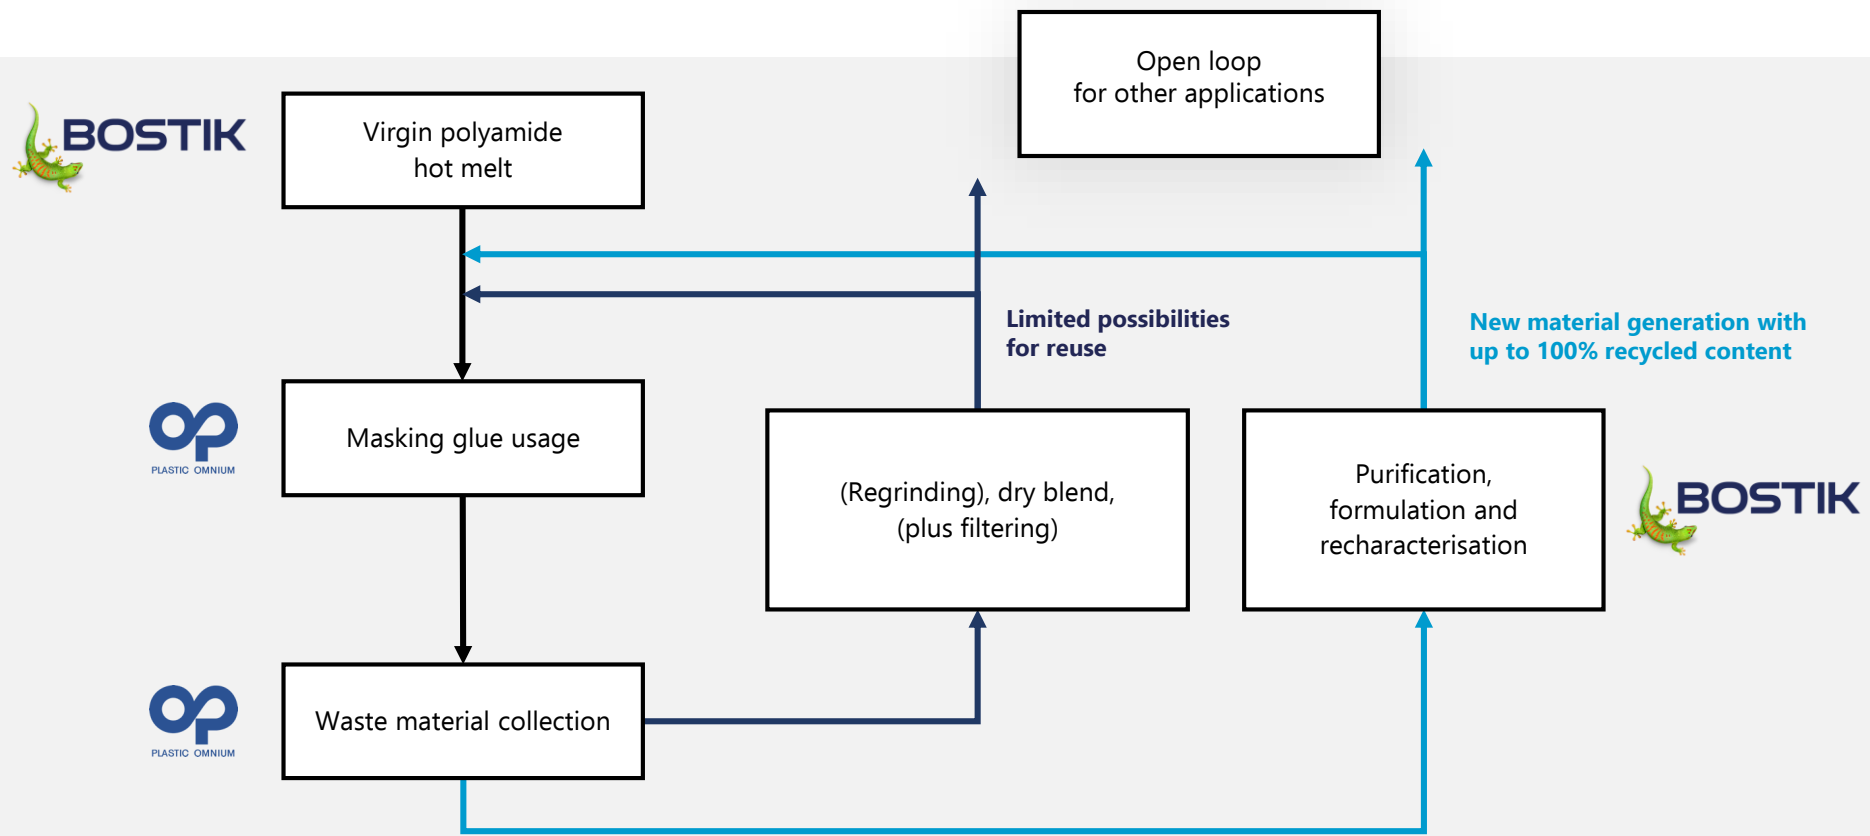 Open loop
for other applications
BOSTIK
Virgin polyamide
hot melt
Limited possibilities
for reuse
New material generation with
up to 100% recycled content
OP
PLASTIC OMNIUM
Masking glue usage
(Regrinding), dry blend,
(plus filtering)
Purification,
formulation and
recharacterisation
BOSTIK
OP
PLASTIC OMNIUM
Waste material collection